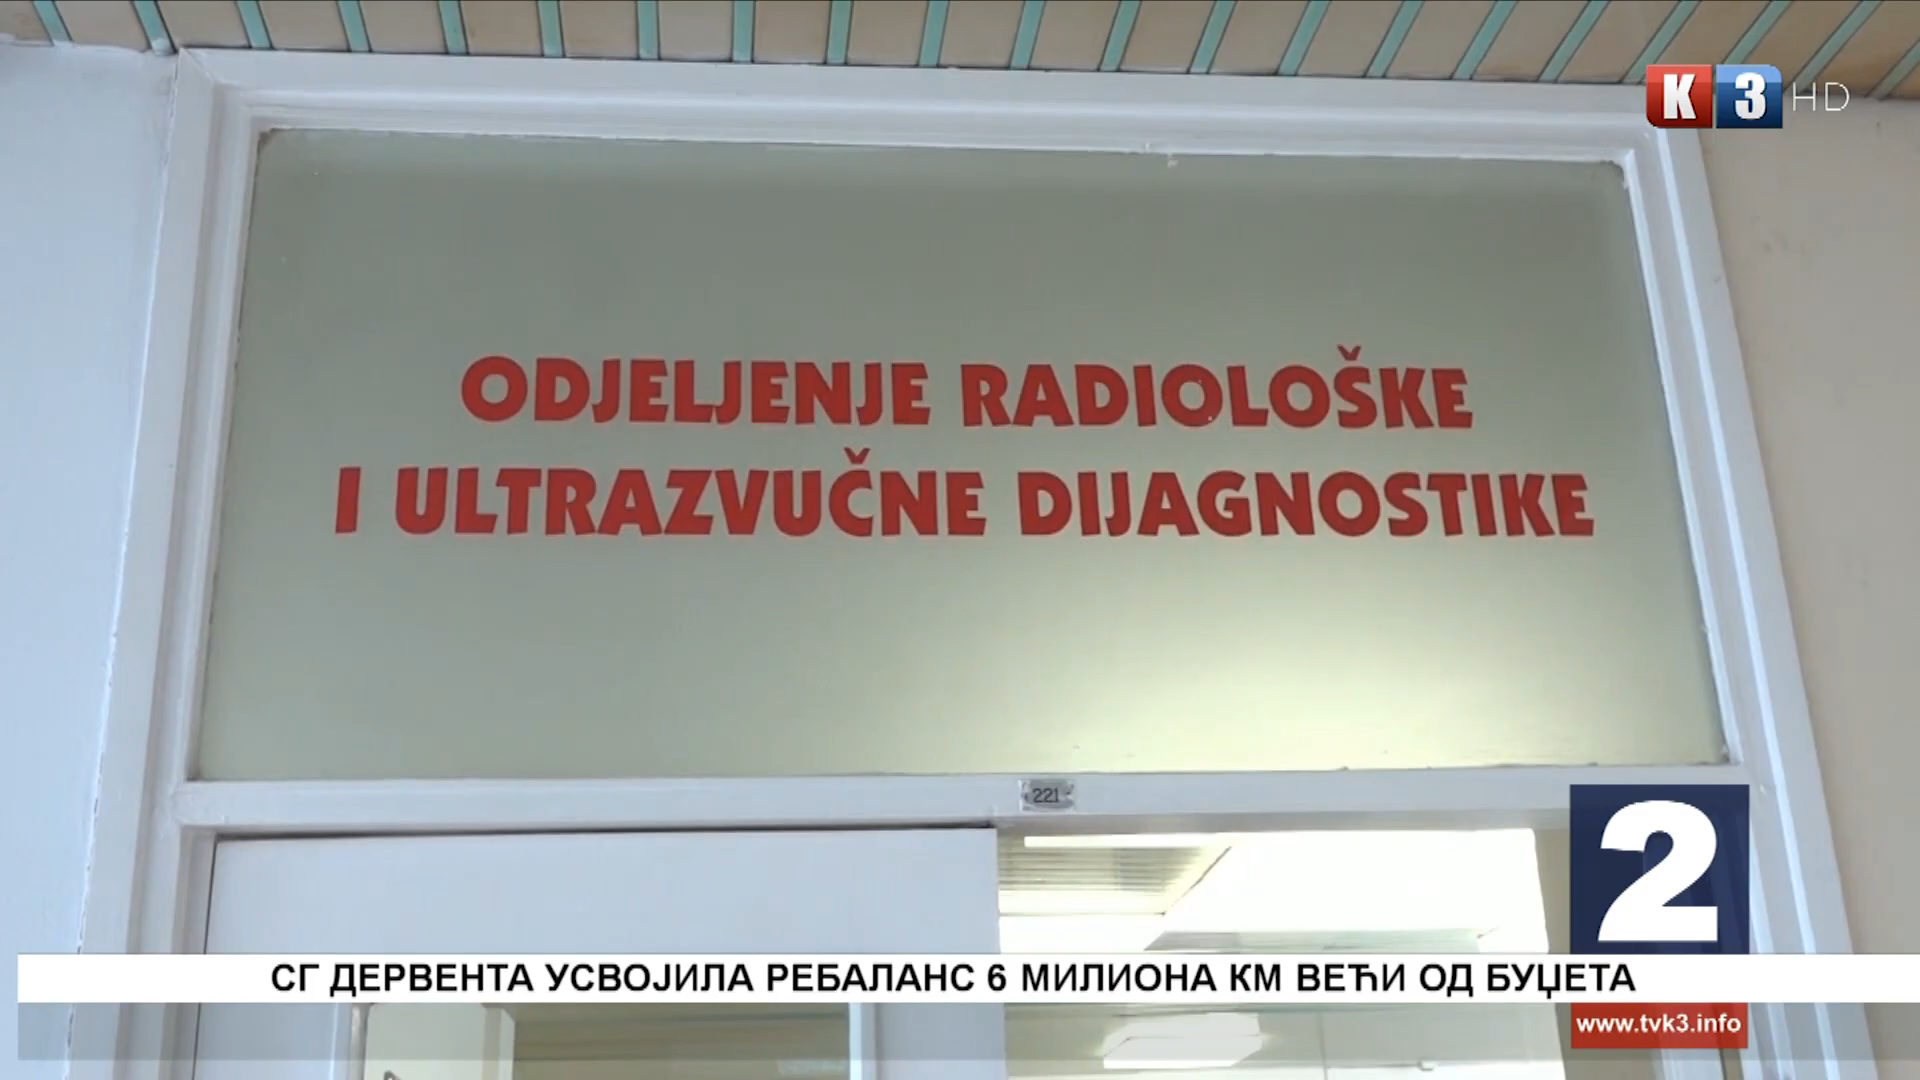 K3 HD
ODJELJENJE RADIOLOŠKE
I ULTRAZVUČNE DIJAGNOSTIKE
221
2
СГ ДЕРВЕНТА УСВОЈИЛА РЕБАЛАНС 6 МИЛИОНА КМ ВЕЋИ ОД БУЏЕТА
www.tvk3.info